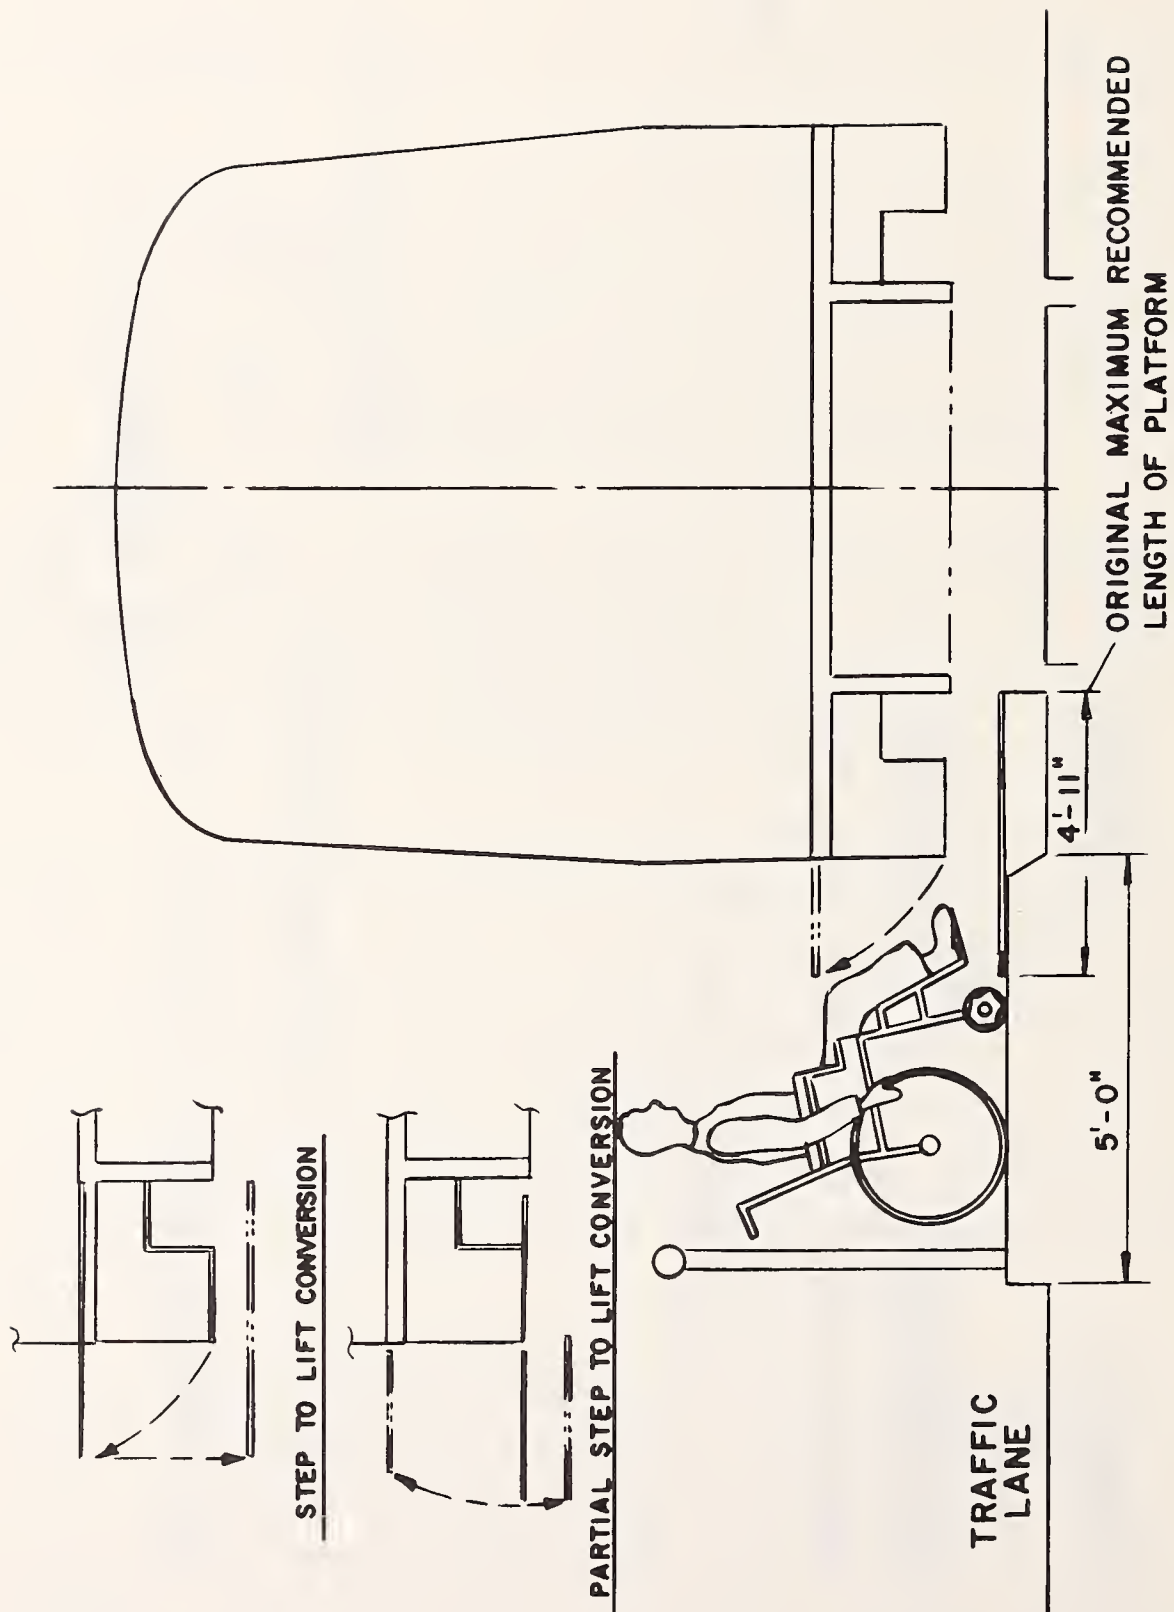 STEP TO LIFT CONVERSION
PARTIAL STEP TO LIFT CONVERSION
TRAFFIC
LANE
5'-0"
4'-11"
ORIGINAL MAXIMUM RECOMMENDED
LENGTH OF PLATFORM